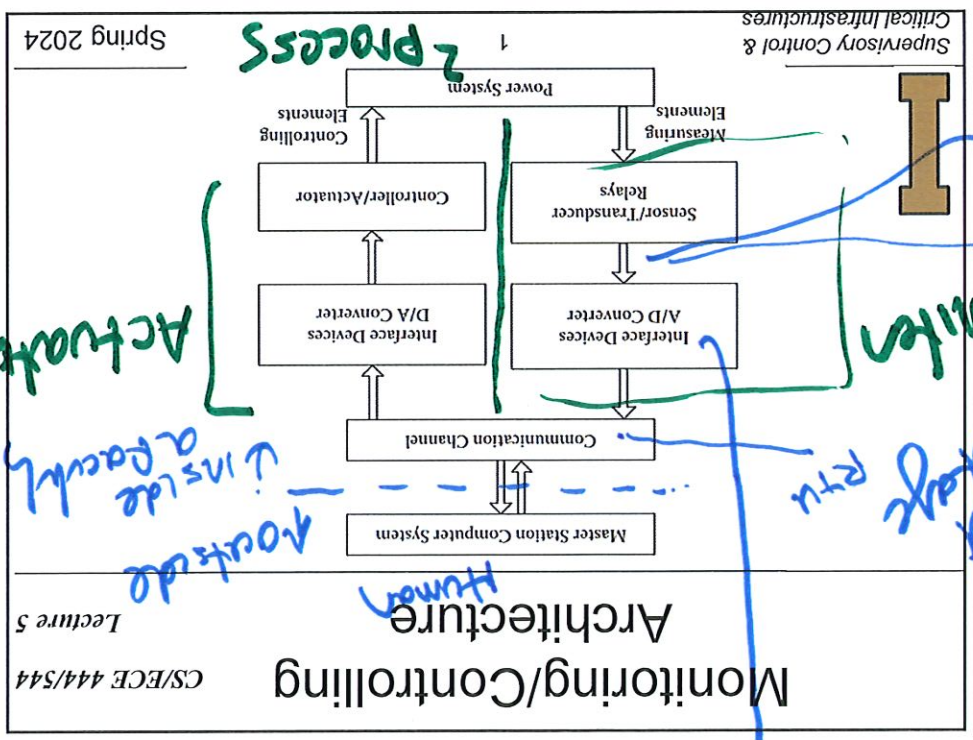 Monitoring/Controlling
Architecture
CS/ECE 444/544
Lecture 5
Human
Master Station Computer System
outside
inside
a
RTU
Communication Channel
Interface Devices
A/D Converter
Interface Devices
D/A Converter
Sensor/Transducer
Relays
Controller/Actuator
Measuring
Elements
Controlling
Elements
Power System
process
Supervisory Control &
Critical Infrastructures
1
Spring 2024